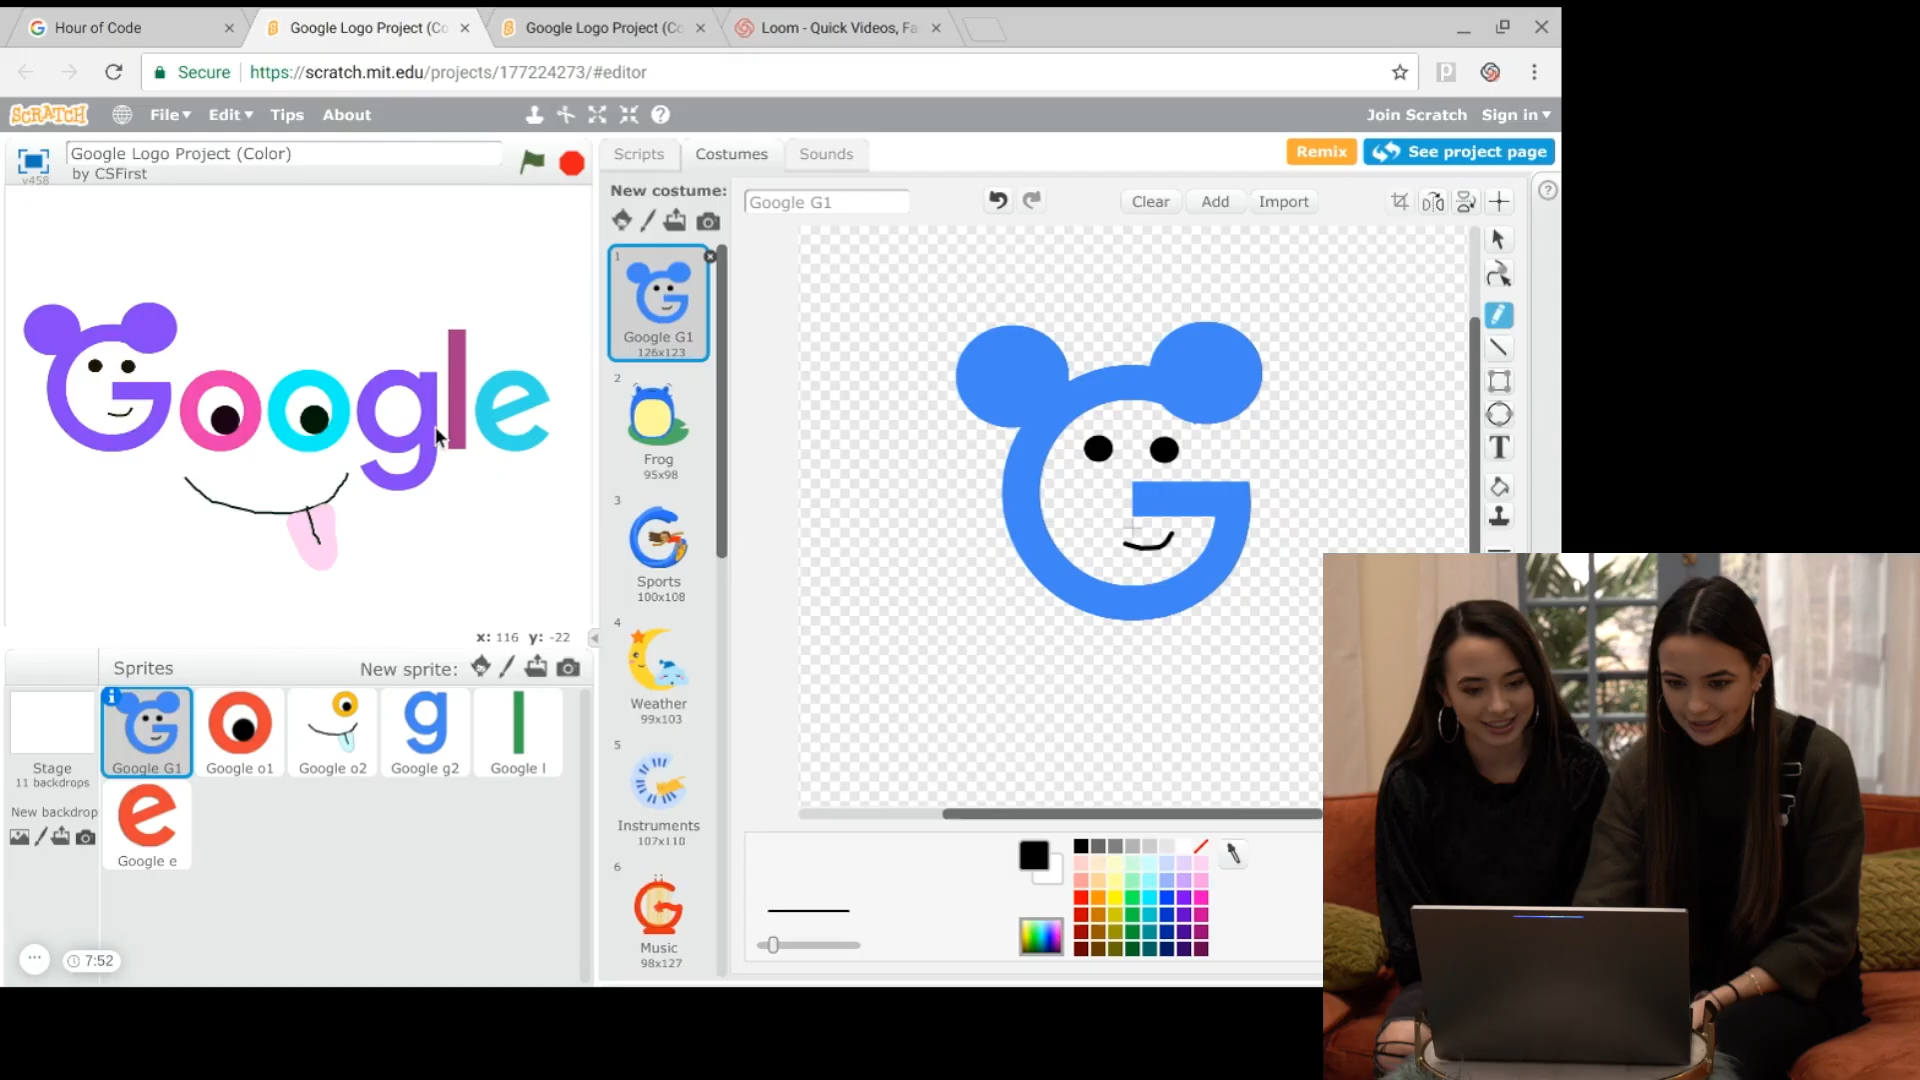 Hour of Code
Google Logo Project (Co
Google Logo Project (Co
Loom - Quick Videos, Fa
Secure
https://scratch.mit.edu/projects/177224273/#editor
SCRATCH
File
Edit
Tips
About
Join Scratch
Sign in
v458
Google Logo Project (Color)
by CSFirst
Scripts
Costumes
Sounds
Remix
See project page
New costume:
Google G1
Clear
Add
Import
1
Google G1
126x123
2
Frog
95x98
3
Sports
100x108
4
Weather
99x103
5
Instruments
107x110
6
Music
98x127
Google
x: 116 y: -22
Sprites
New sprite:
Stage
11 backdrops
New backdrop
Google G1
Google o1
Google o2
Google g2
Google l
Google e
7:52
G
T